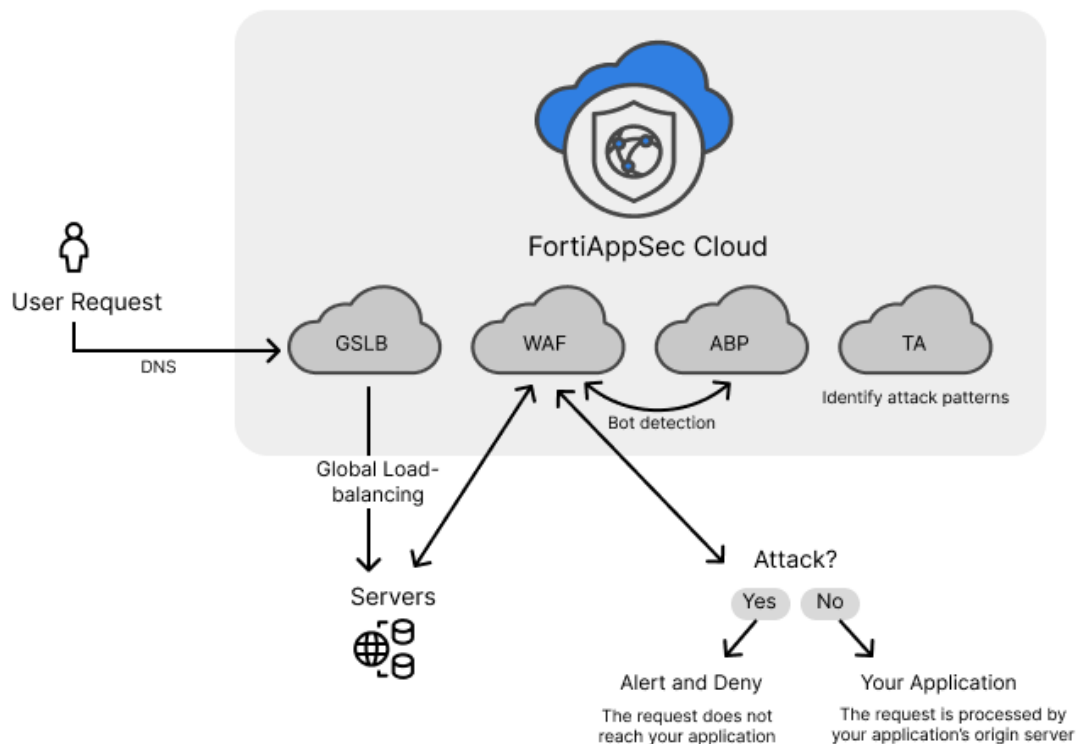 FortiAppSec Cloud
User Request
DNS
GSLB
WAF
ABP
TA
Identify attack patterns
Bot detection
Global Load-
balancing
Servers
Attack?
Yes
No
Alert and Deny
The request does not
reach your application
Your Application
The request is processed by
your application's origin server